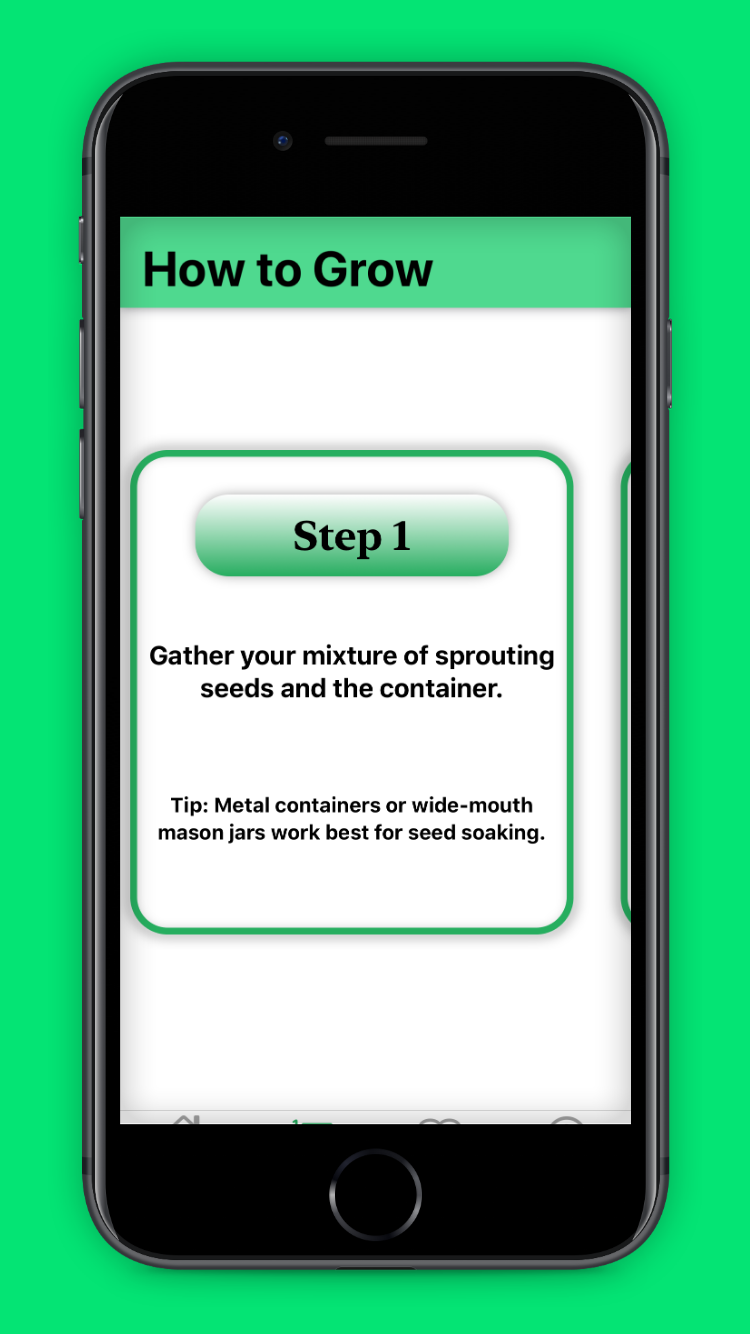 How to Grow
Step 1
Gather your mixture of sprouting
seeds and the container.
Tip: Metal containers or wide-mouth
mason jars work best for seed soaking.